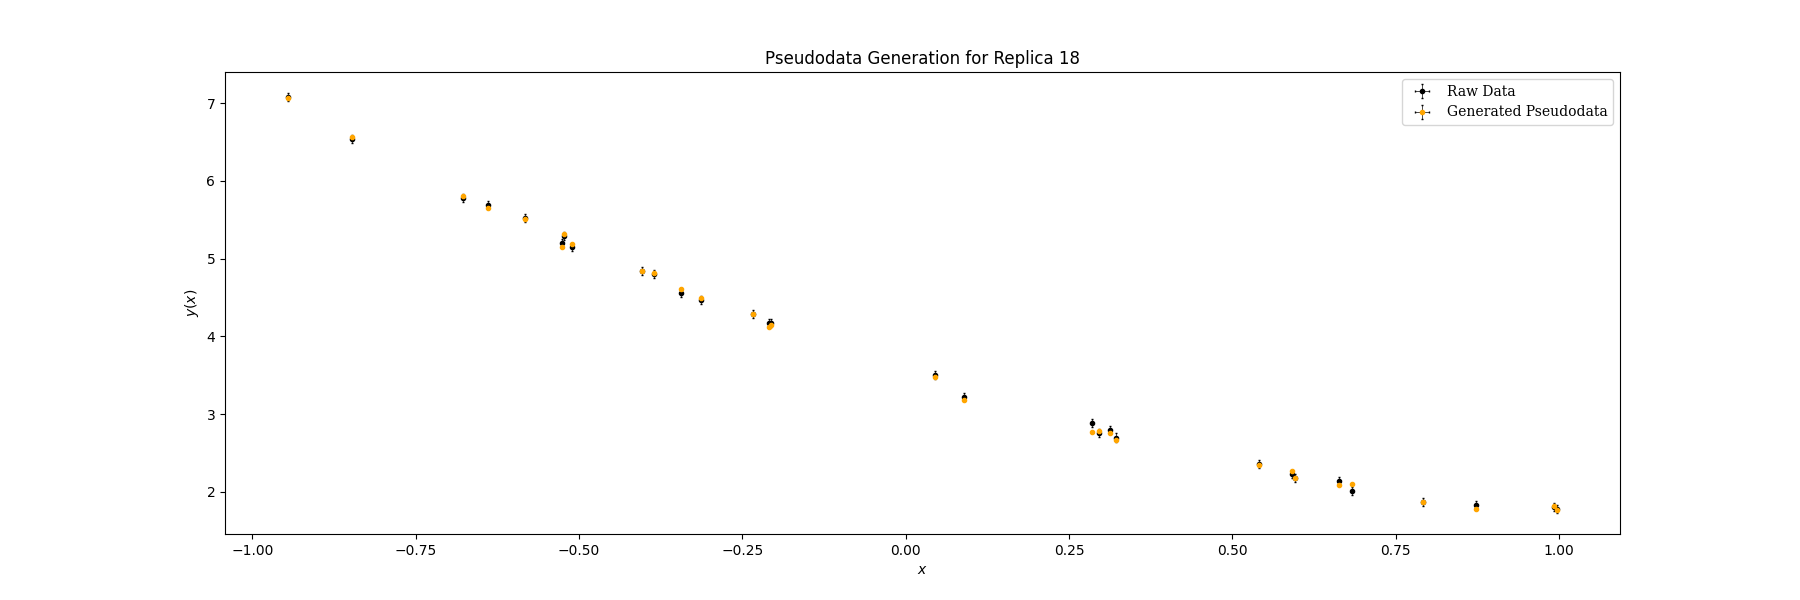 Pseudodata Generation for Replica 18
Raw Data
Generated Pseudodata
y(x)
7
6
5
4
3
2
−1.00 −0.75 −0.50 −0.25 0.00 0.25 0.50 0.75 1.00
x